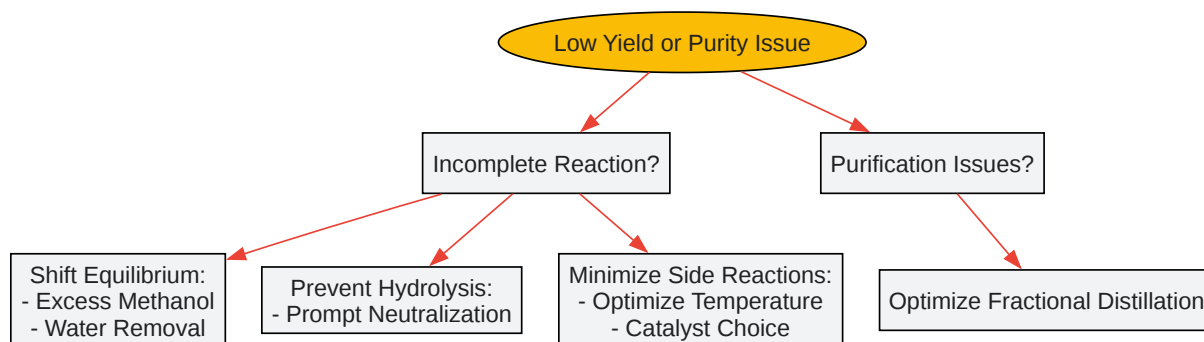 Low Yield or Purity Issue
Incomplete Reaction?
Purification Issues?
Shift Equilibrium:
- Excess Methanol
- Water Removal
Prevent Hydrolysis:
- Prompt Neutralization
Minimize Side Reactions:
- Optimize Temperature
- Catalyst Choice
Optimize Fractional Distillation